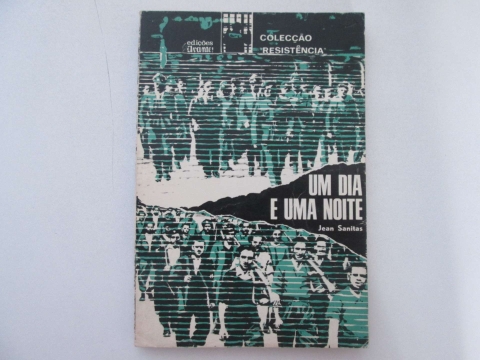 edições
avante!
COLECÇÃO
'RESISTÊNCIA'
UM DIA
E UMA NOITE
Jean Sanitas